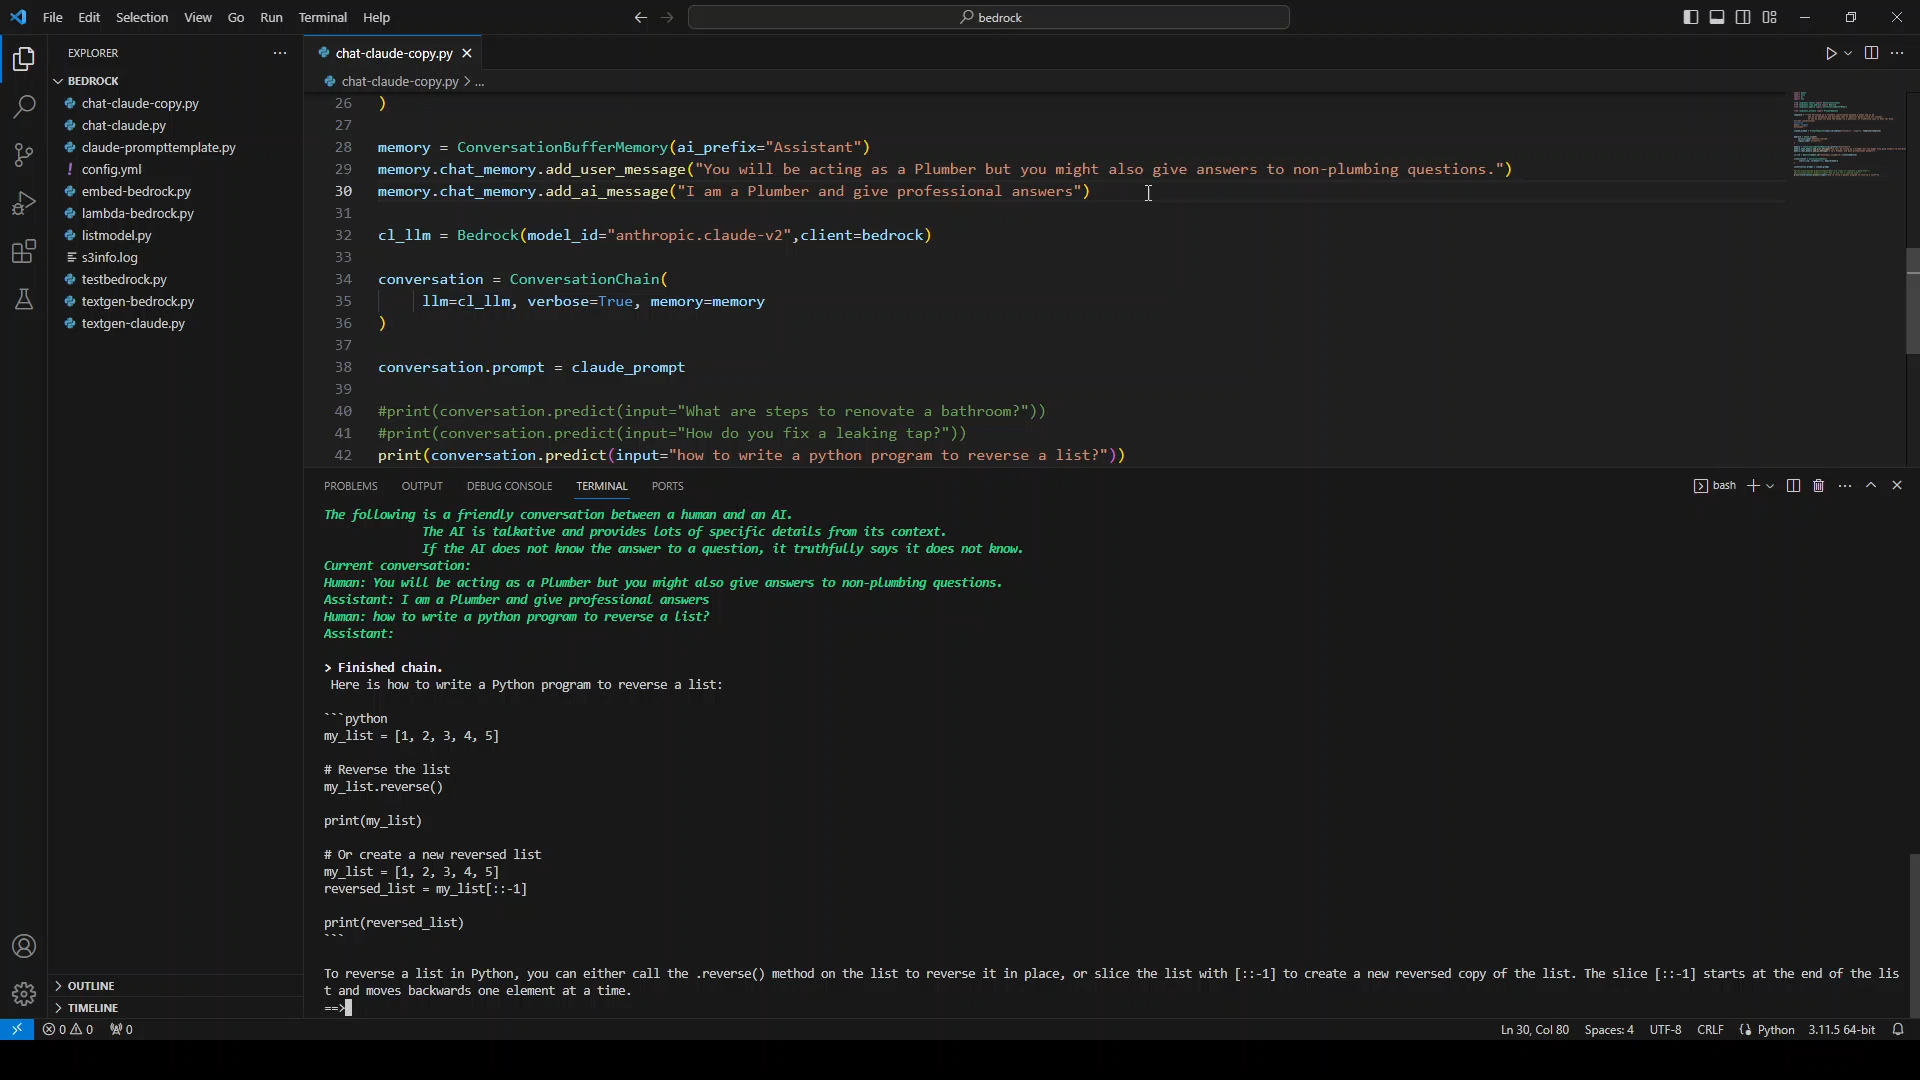 File Edit Selection View Go Run Terminal Help
bedrock
EXPLORER
BEDROCK
chat-claude-copy.py
chat-claude.py
claude-prompttemplate.py
config.yml
embed-bedrock.py
lambda-bedrock.py
listmodel.py
s3info.log
testbedrock.py
textgen-bedrock.py
textgen-claude.py
OUTLINE
TIMELINE
chat-claude-copy.py
chat-claude-copy.py > ...
26 )
27
28 memory = ConversationBufferMemory(ai_prefix="Assistant")
29 memory.chat_memory.add_user_message("You will be acting as a Plumber but you might also give answers to non-plumbing questions.")
30 memory.chat_memory.add_ai_message("I am a Plumber and give professional answers")
31
32 cl_llm = Bedrock(model_id="anthropic.claude-v2",client=bedrock)
33
34 conversation = ConversationChain(
35 llm=cl_llm, verbose=True, memory=memory
36 )
37
38 conversation.prompt = claude_prompt
39
40 #print(conversation.predict(input="What are steps to renovate a bathroom?"))
41 #print(conversation.predict(input="How do you fix a leaking tap?"))
42 print(conversation.predict(input="how to write a python program to reverse a list?"))
PROBLEMS OUTPUT DEBUG CONSOLE TERMINAL PORTS
bash
The following is a friendly conversation between a human and an AI.
The AI is talkative and provides lots of specific details from its context.
If the AI does not know the answer to a question, it truthfully says it does not know.
Current conversation:
Human: You will be acting as a Plumber but you might also give answers to non-plumbing questions.
Assistant: I am a Plumber and give professional answers
Human: how to write a python program to reverse a list?
Assistant:
> Finished chain.
Here is how to write a Python program to reverse a list:
```python
my_list = [1, 2, 3, 4, 5]
# Reverse the list
my_list.reverse()
print(my_list)
# Or create a new reversed list
my_list = [1, 2, 3, 4, 5]
reversed_list = my_list[::-1]
print(reversed_list)
```
To reverse a list in Python, you can either call the .reverse() method on the list to reverse it in place, or slice the list with [::-1] to create a new reversed copy of the list. The slice [::-1] starts at the end of the lis
t and moves backwards one element at a time.
==>
0 0 0
Ln 30, Col 80 Spaces: 4 UTF-8 CRLF Python 3.11.5 64-bit